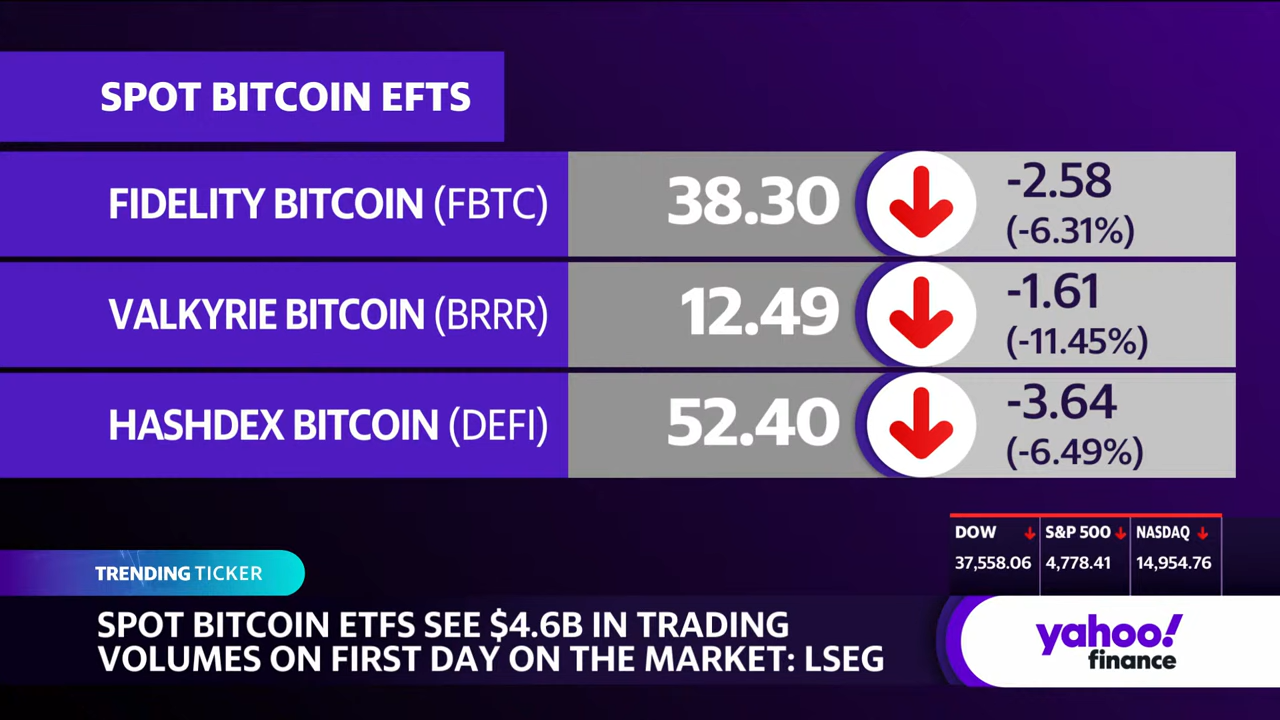 SPOT BITCOIN EFTS
FIDELITY BITCOIN (FBTC) 38.30 -2.58
(-6.31%)
VALKYRIE BITCOIN (BRRR) 12.49 -1.61
(-11.45%)
HASHDEX BITCOIN (DEFI) 52.40 -3.64
(-6.49%)
DOW S&P 500 NASDAQ
37,558.06 4,778.41 14,954.76
TRENDING TICKER
SPOT BITCOIN ETFS SEE $4.6B IN TRADING
VOLUMES ON FIRST DAY ON THE MARKET: LSEG
yahoo!
finance